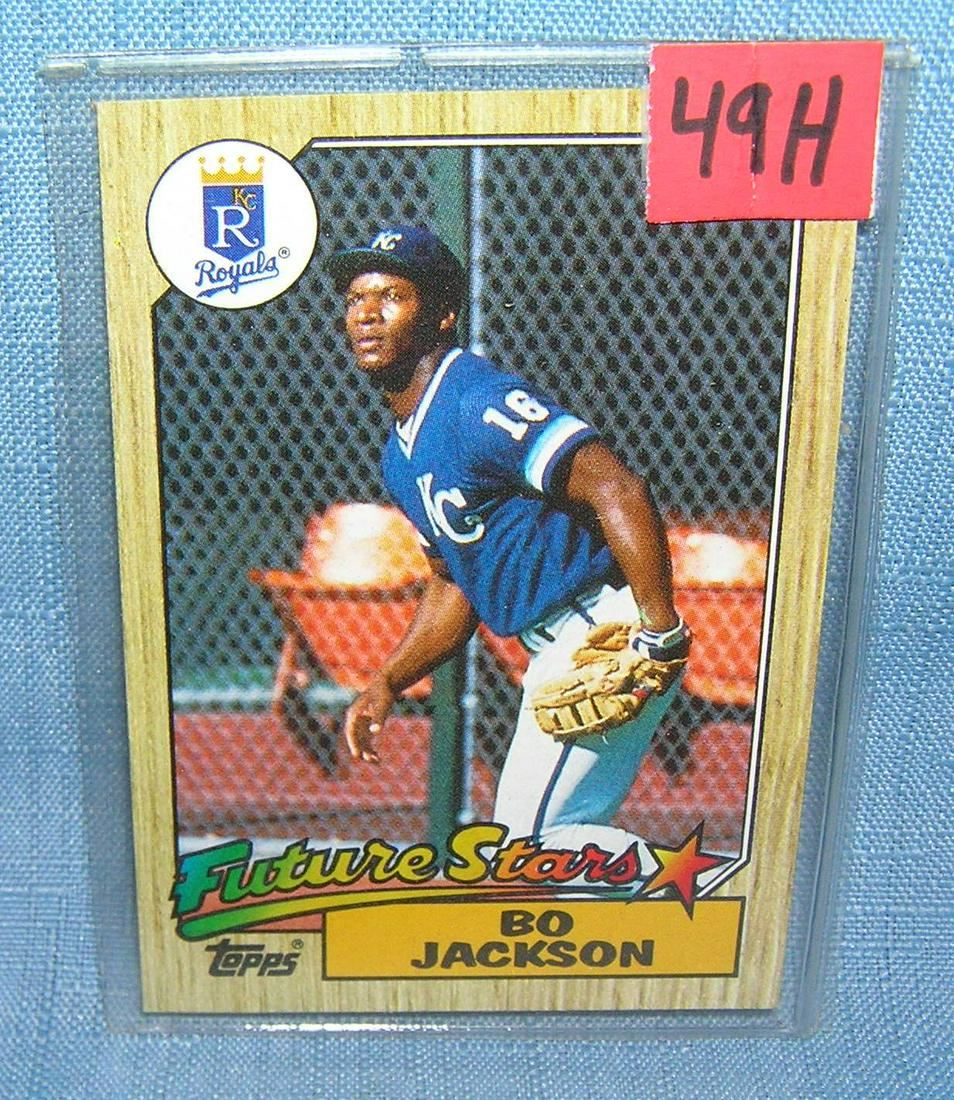 49H
KC
R
Royals®
KC
16
KC
Future Stars
BO
JACKSON
TOPPS®